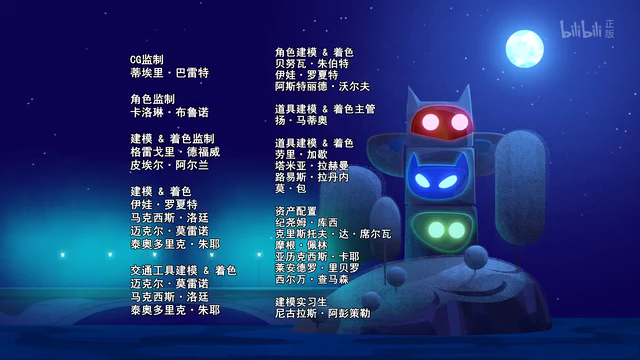 CG监制
蒂埃里·巴雷特
角色监制
卡洛琳·布鲁诺
建模 & 着色监制
格雷戈里·德福威
皮埃尔·阿尔兰
建模 & 着色
伊娃·罗夏特
马克西斯·洛廷
迈克尔·莫雷诺
泰奥多里克·朱耶
交通工具建模 & 着色
迈克尔·莫雷诺
马克西斯·洛廷
泰奥多里克·朱耶
角色建模 & 着色
贝努瓦·朱伯特
伊娃·罗夏特
阿斯特丽德·沃尔夫
道具建模 & 着色主管
扬·马蒂奥
道具建模 & 着色
劳里·加歇
塔米亚·拉赫曼
路易斯·拉丹内
莫·包
资产配置
纪尧姆·库西
克里斯托夫·达·席尔瓦
摩根·佩林
亚历克西斯·卡耶
莱安德罗·里贝罗
西尔万·查马森
建模实习生
尼古拉斯·阿彭策勒
bilibili 正版